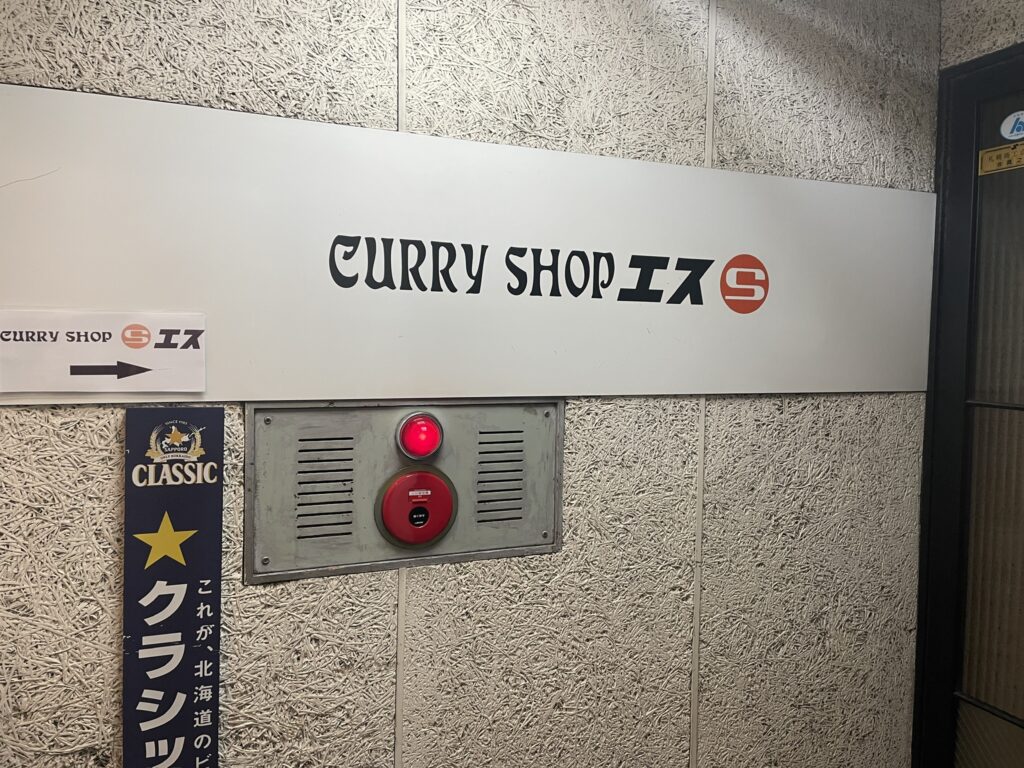 CURRY SHOP エス S
CURRY SHOP S エス
SAPPORO
CLASSIC
クラシッ
これが、北海道のビ